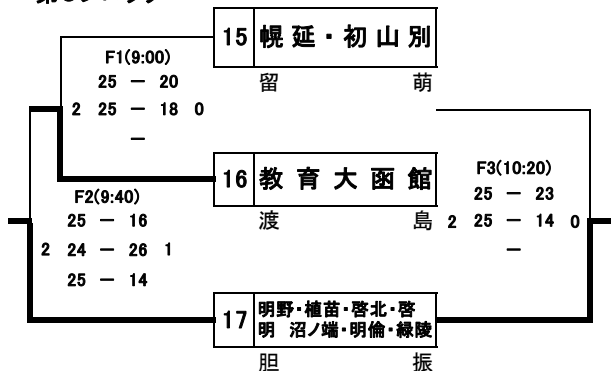 15 幌延・初山別
留 萌
F1(9:00)
25 － 20
2 25 － 18 0
－
16 教育大函館
渡 島
F2(9:40)
25 － 16
2 24 － 26 1
25 － 14
F3(10:20)
25 － 23
2 25 － 14 0
－
17 明野・植苗・啓北・啓
明 沼ノ端・明倫・緑陵
胆 振